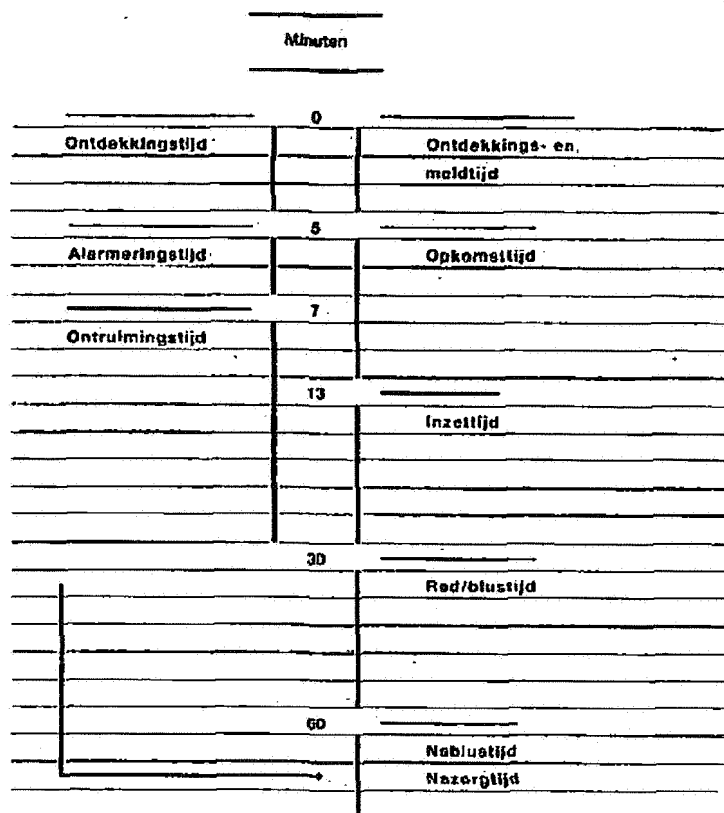 Minuten
0
Ontdekkingstijd
Ontdekkings- en
meldtijd
5
Alarmeringstijd
Opkomsttijd
7
Ontruimingstijd
13
Inzettijd
30
Red/blustijd
60
Nablustijd
Nazorgtijd